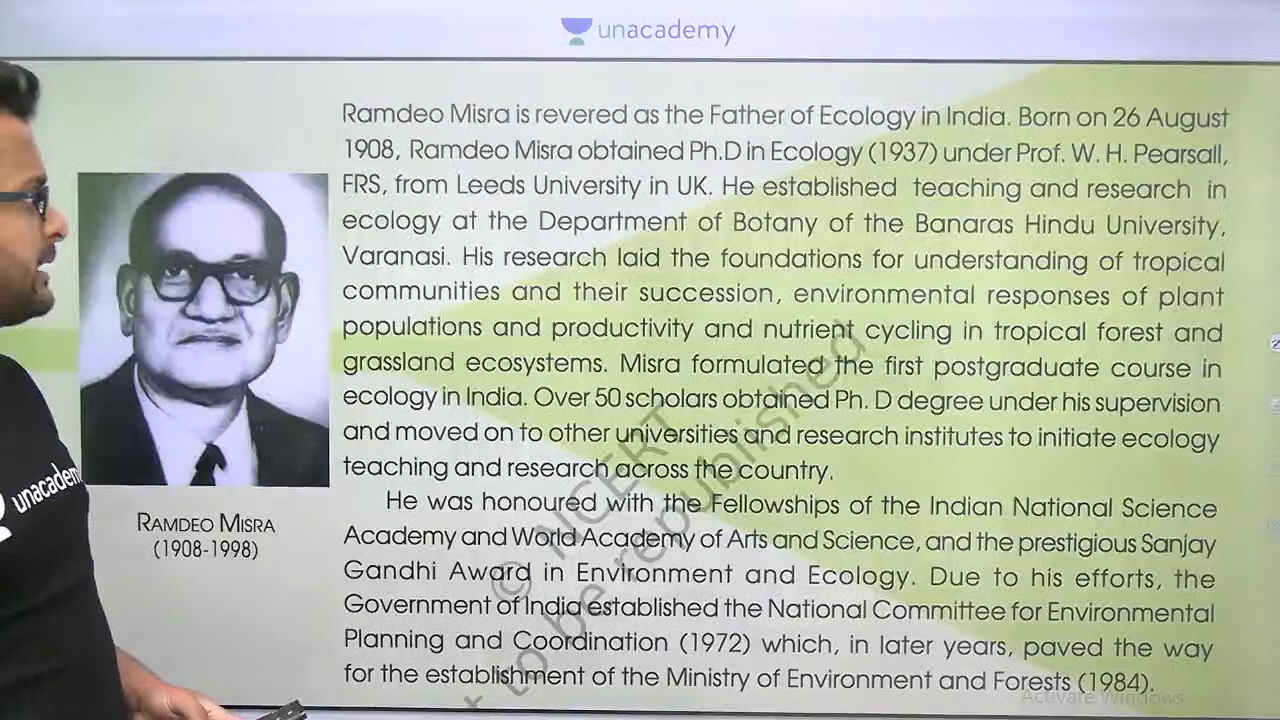 unacademy
Ramdeo Misra is revered as the Father of Ecology in India. Born on 26 August
1908, Ramdeo Misra obtained Ph.D in Ecology (1937) under Prof. W. H. Pearsall,
FRS, from Leeds University in UK. He established teaching and research in
ecology at the Department of Botany of the Banaras Hindu University,
Varanasi. His research laid the foundations for understanding of tropical
communities and their succession, environmental responses of plant
populations and productivity and nutrient cycling in tropical forest and
grassland ecosystems. Misra formulated the first postgraduate course in
ecology in India. Over 50 scholars obtained Ph. D degree under his supervision
and moved on to other universities and research institutes to initiate ecology
teaching and research across the country.
He was honoured with the Fellowships of the Indian National Science
Academy and World Academy of Arts and Science, and the prestigious Sanjay
Gandhi Award in Environment and Ecology. Due to his efforts, the
Government of India established the National Committee for Environmental
Planning and Coordination (1972) which, in later years, paved the way
for the establishment of the Ministry of Environment and Forests (1984).
RAMDEO MISRA
(1908-1998)
unacademy
© NCERT
to be republished
Activate Windows